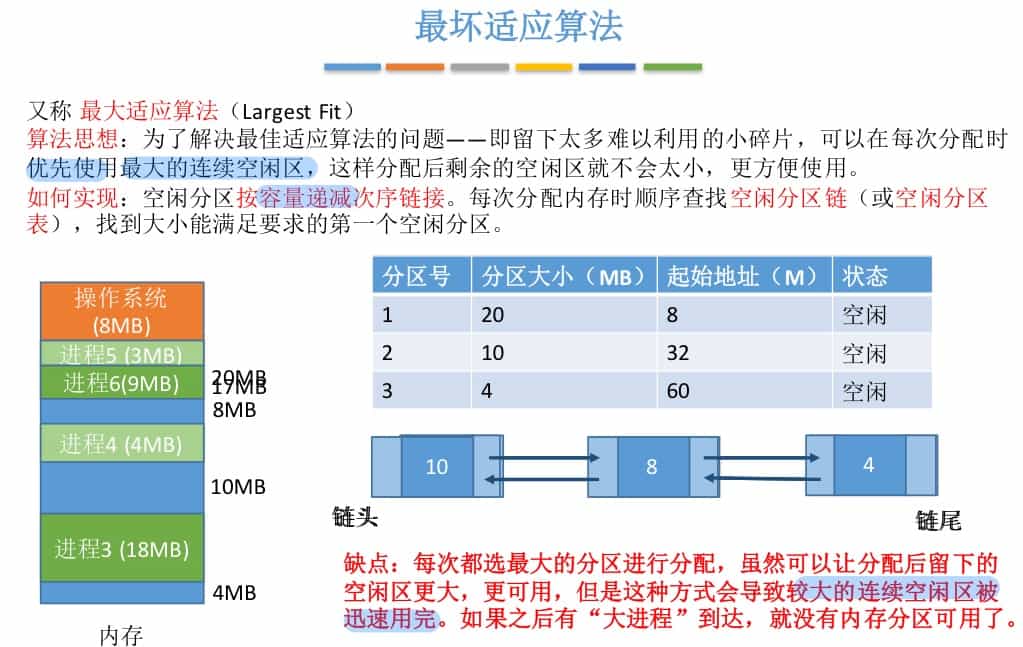 最坏适应算法
又称 最大适应算法（Largest Fit）
算法思想：为了解决最佳适应算法的问题——即留下太多难以利用的小碎片，可以在每次分配时
优先使用最大的连续空闲区，这样分配后剩余的空闲区就不会太小，更方便使用。
如何实现：空闲分区按容量递减次序链接。每次分配内存时顺序查找空闲分区链（或空闲分区
表），找到大小能满足要求的第一个空闲分区。
操作系统
(8MB)
进程5 (3MB)
进程6(9MB)
20MB
17MB
8MB
进程4 (4MB)
10MB
进程3 (18MB)
4MB
内存
分区号 分区大小（MB） 起始地址（M） 状态
1 20 8 空闲
2 10 32 空闲
3 4 60 空闲
10 8 4
链头 链尾
缺点：每次都选最大的分区进行分配，虽然可以让分配后留下的
空闲区更大，更可用，但是这种方式会导致较大的连续空闲区被
迅速用完。如果之后有“大进程”到达，就没有内存分区可用了。